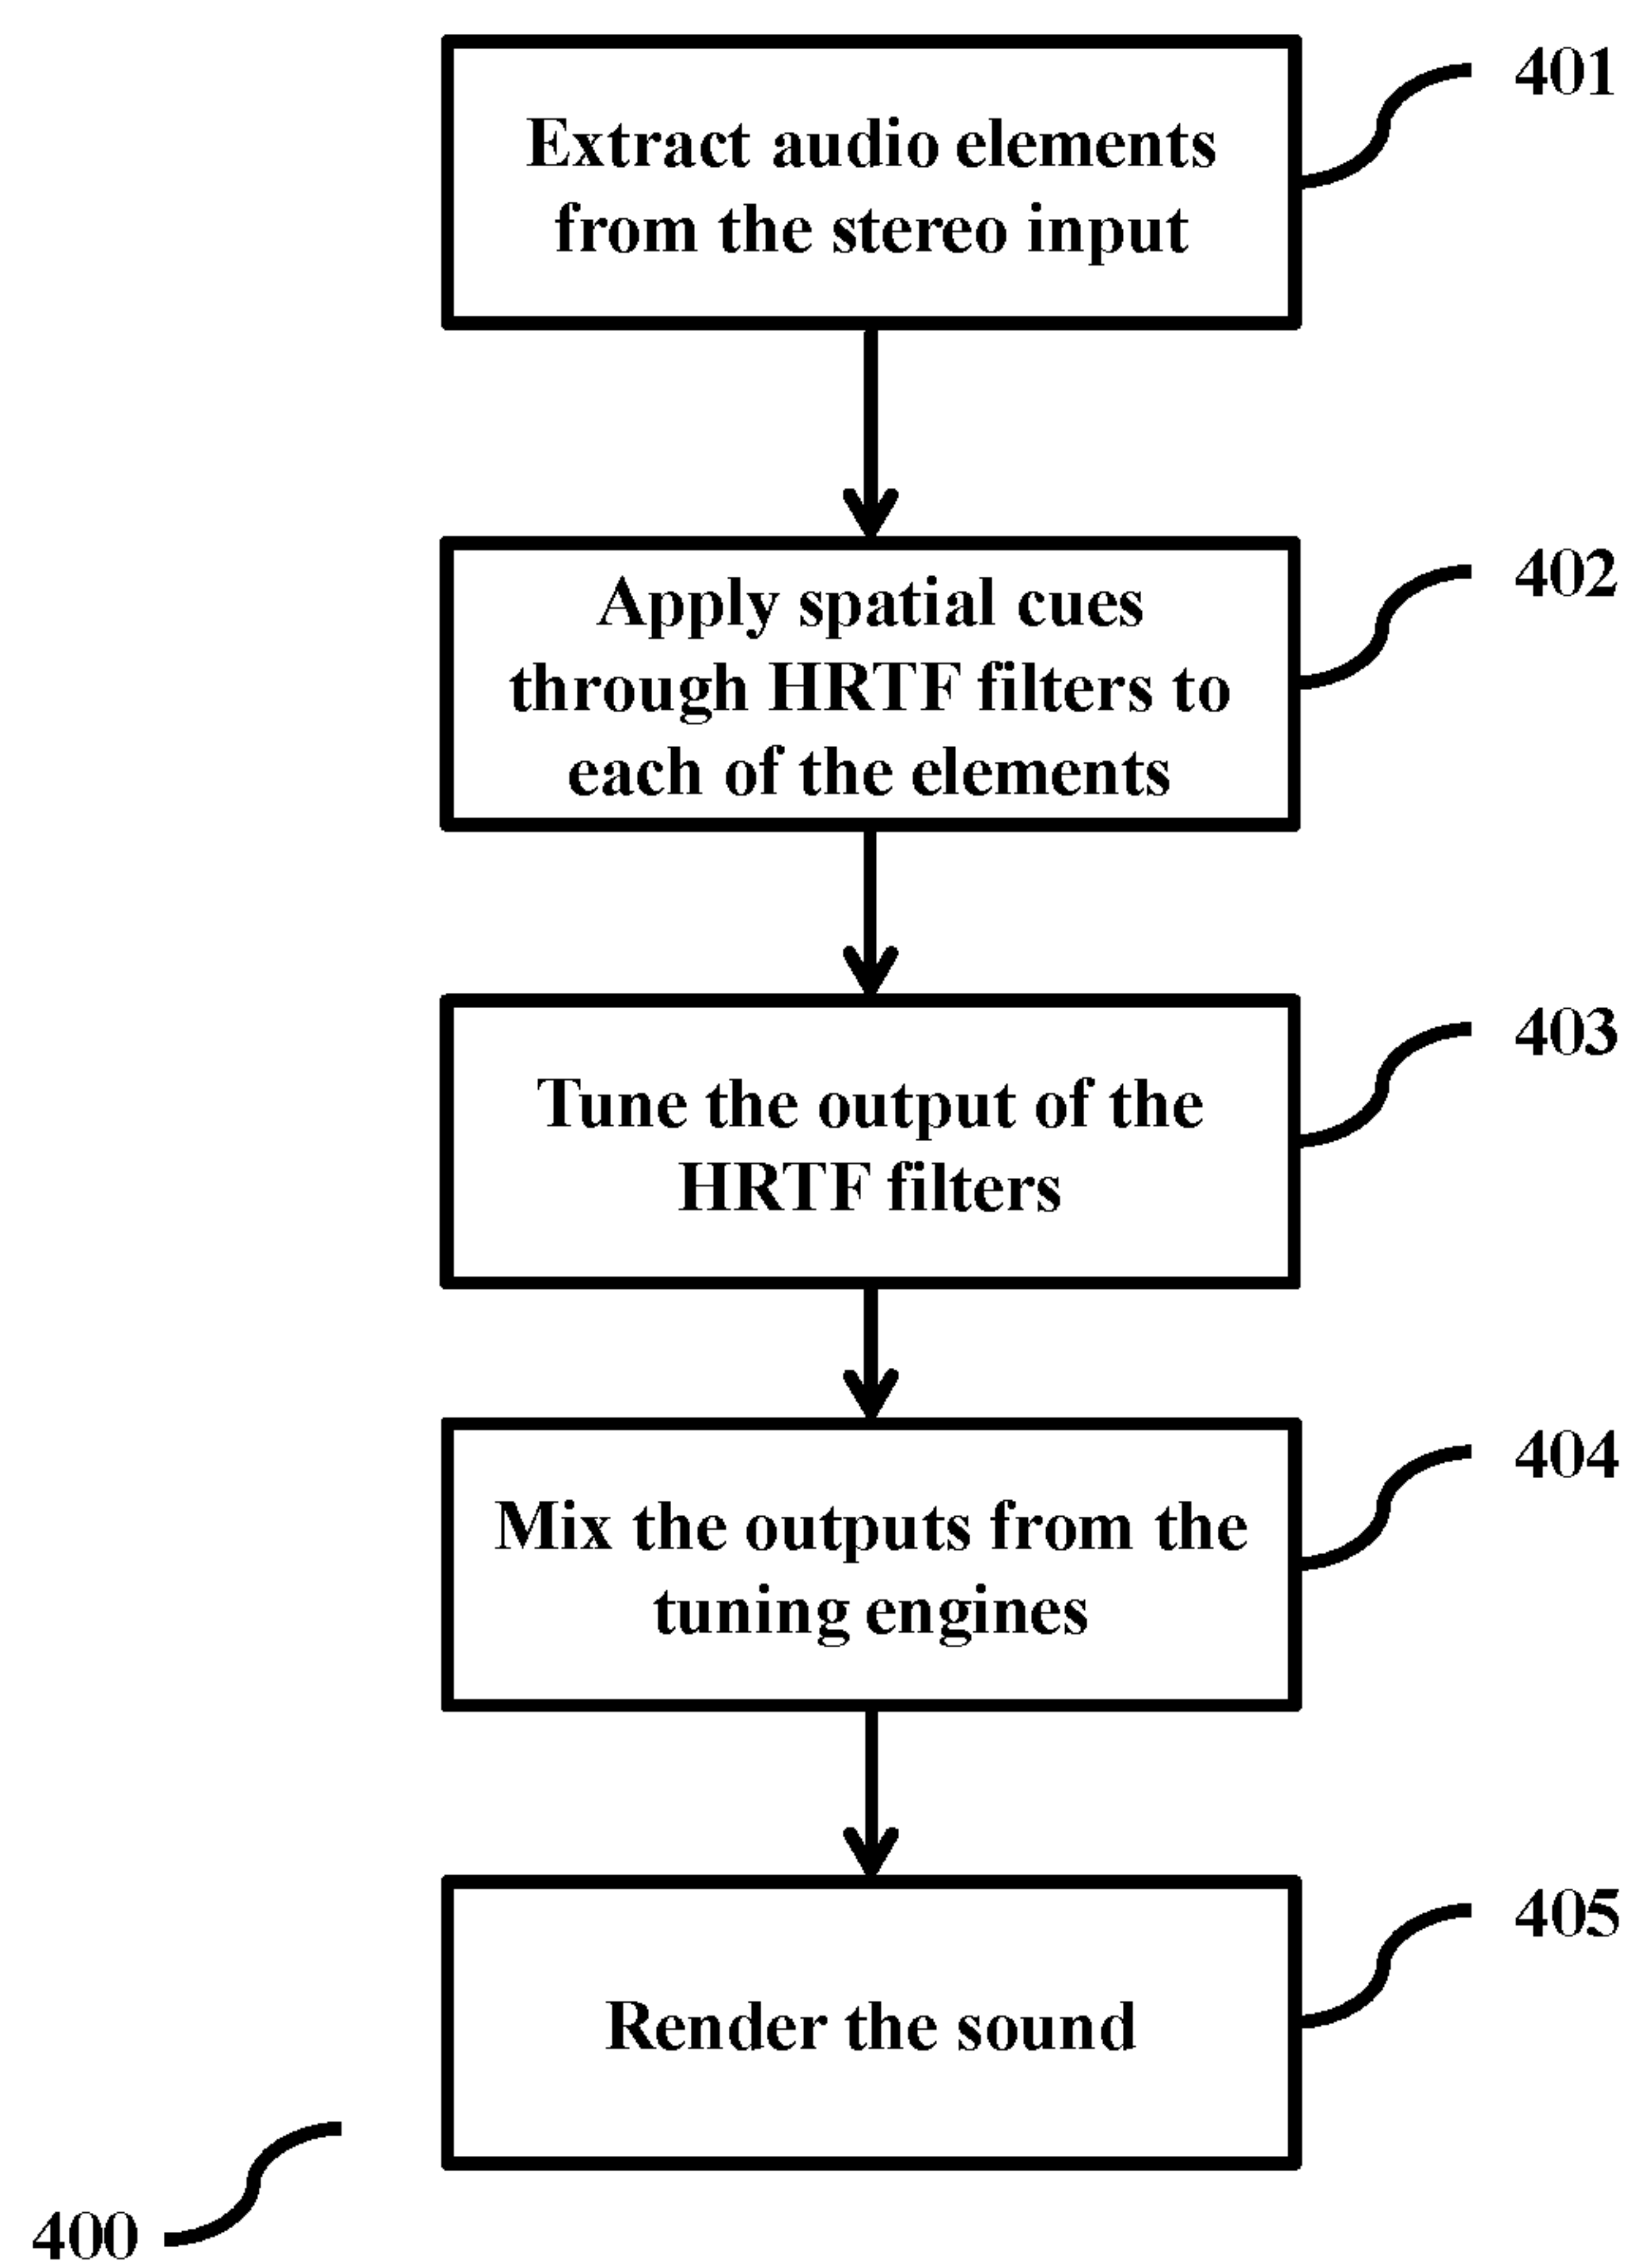 401
Extract audio elements
from the stereo input
402
Apply spatial cues
through HRTF filters to
each of the elements
403
Tune the output of the
HRTF filters
404
Mix the outputs from the
tuning engines
405
Render the sound
400